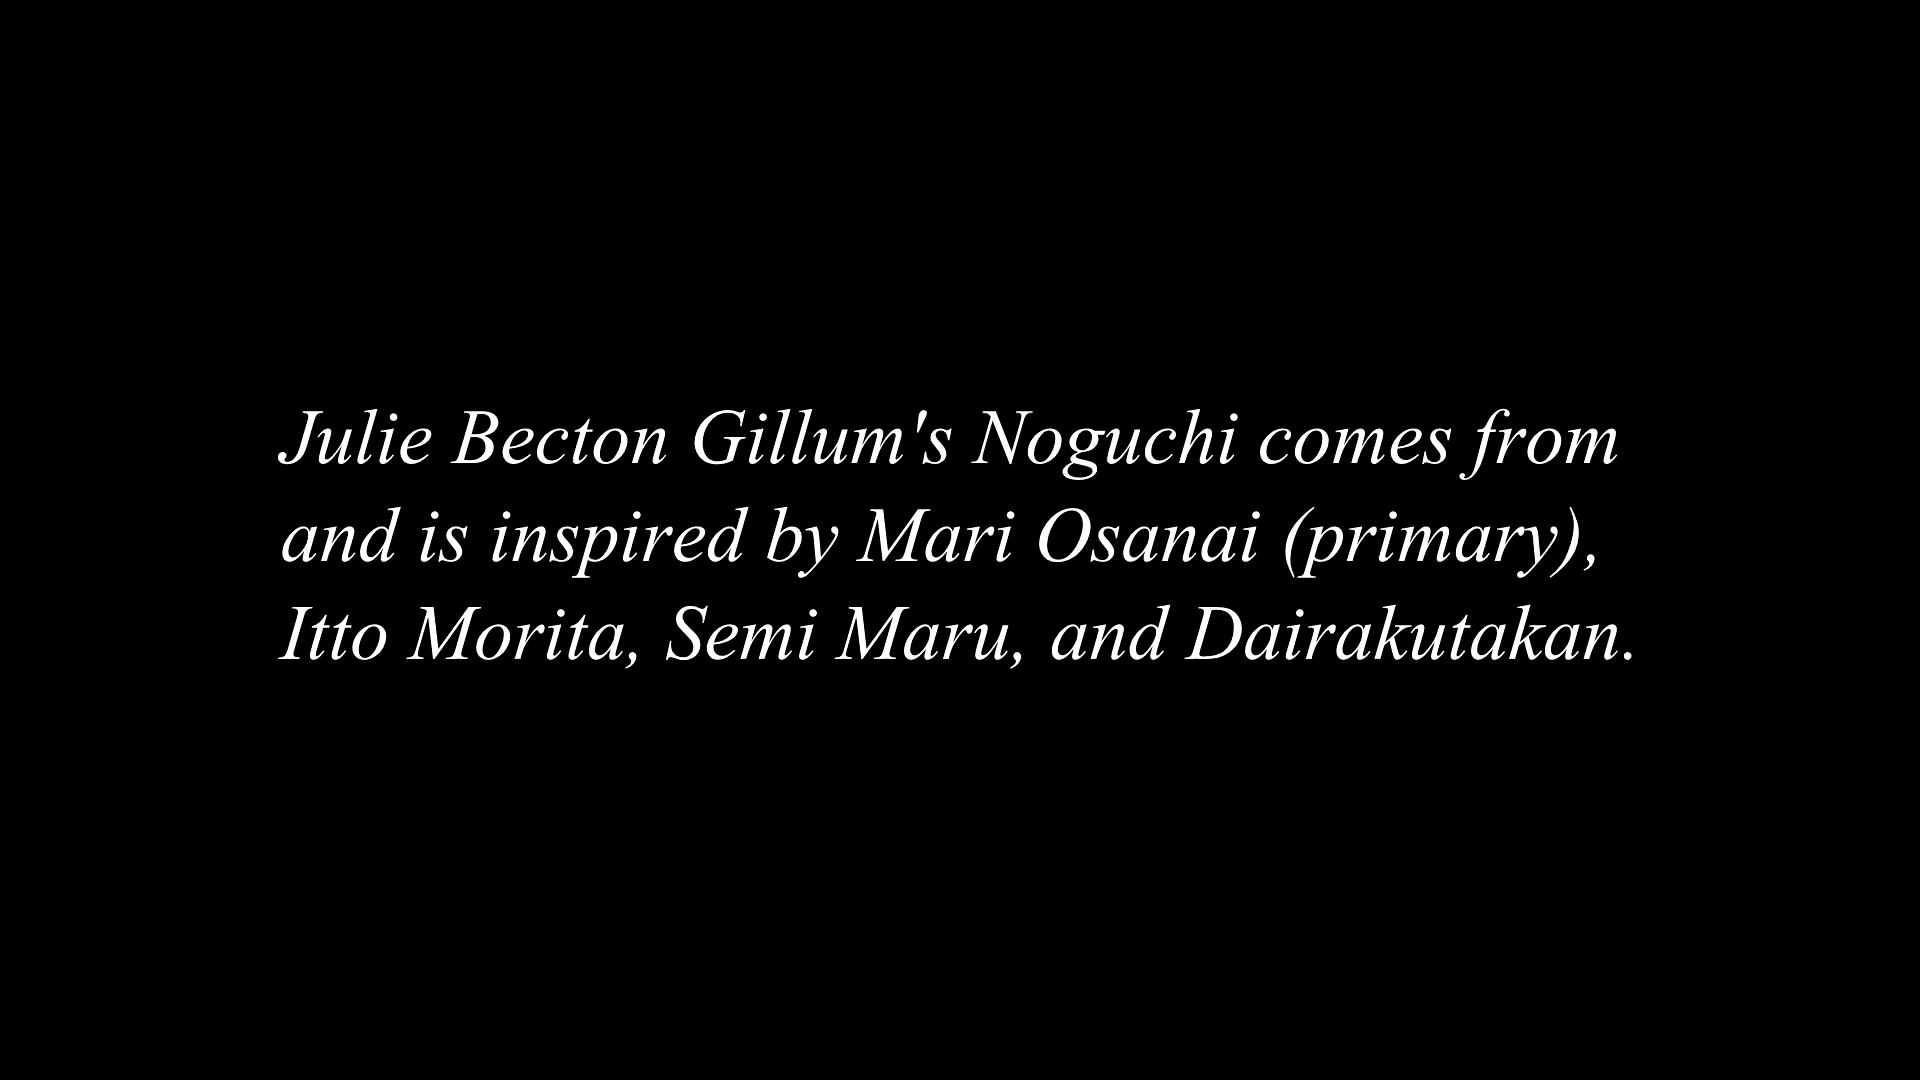 Julie Becton Gillum's Noguchi comes from
and is inspired by Mari Osanai (primary),
Itto Morita, Semi Maru, and Dairakutakan.